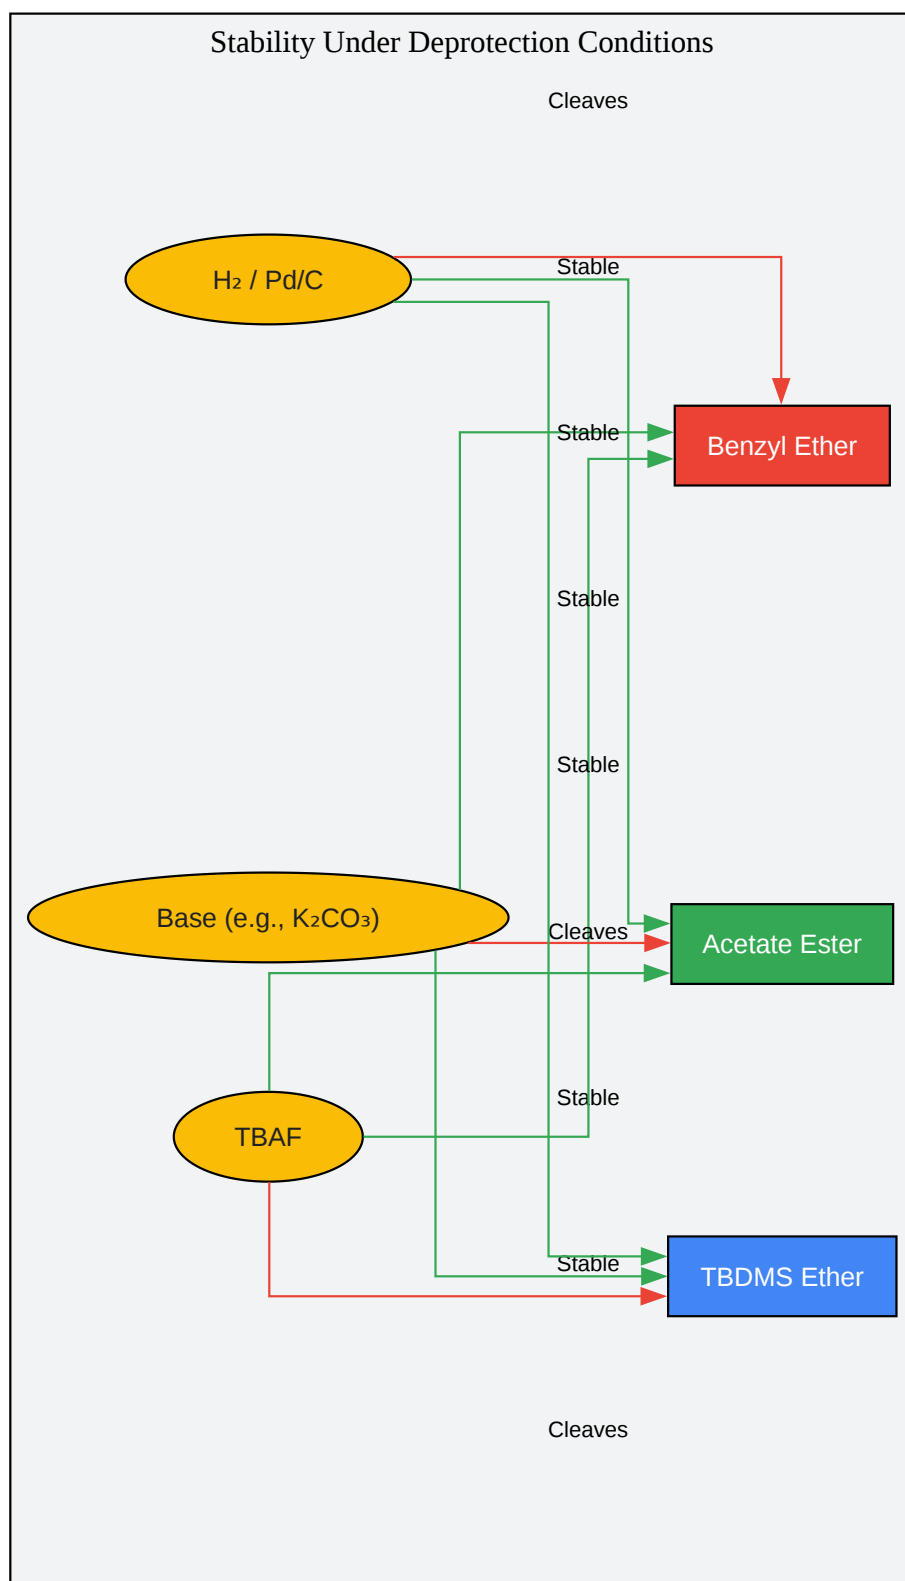 Stability Under Deprotection Conditions
Cleaves
Stable
H₂ / Pd/C
Stable
Benzyl Ether
Stable
Stable
Base (e.g., K₂CO₃)
Cleaves
Acetate Ester
Stable
TBAF
Stable
TBDMS Ether
Cleaves